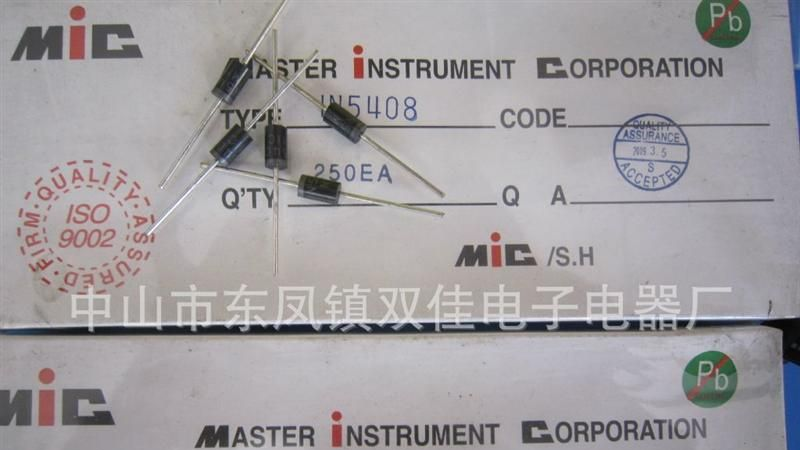 MiC
Pb
MASTER INSTRUMENT CORPORATION
TYPE 1N5408 CODE
QUALITY ASSURANCE
2009.3.5
S
ACCEPTED
250EA
Q'TY Q A
FIRM·QUALITY·ASSURED
ISO
9002
MiC /S.H
中山市东凤镇双佳电子电器厂
MiC
Pb
MASTER INSTRUMENT CORPORATION